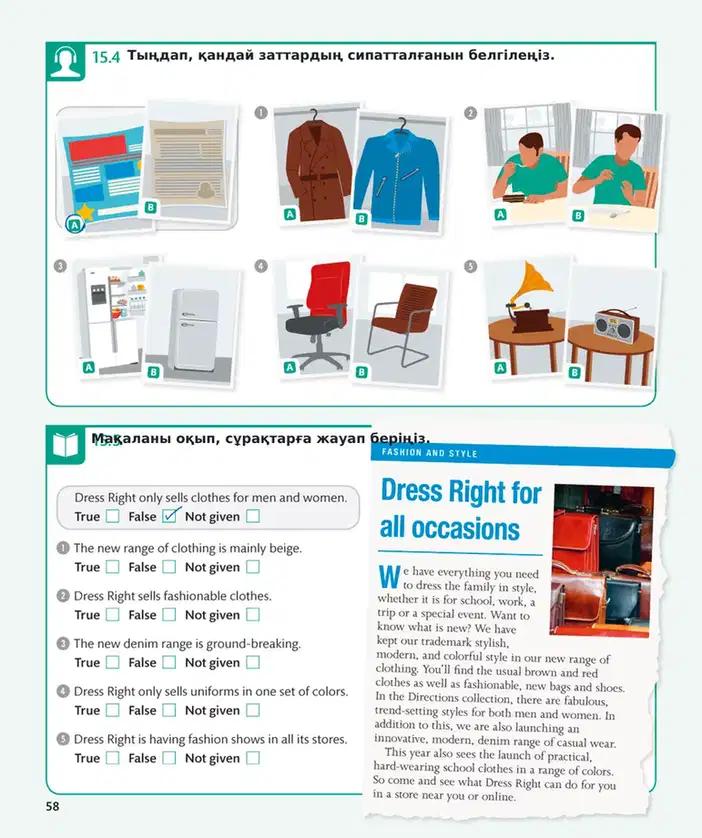 15.4 Тыңдап, қандай заттардың сипатталғанын белгілеңіз.
A
B
1
A
B
2
A
B
3
A
B
4
A
B
5
A
B
Мақаланы оқып, сұрақтарға жауап беріңіз.
Dress Right only sells clothes for men and women.
True False Not given
1 The new range of clothing is mainly beige.
True False Not given
2 Dress Right sells fashionable clothes.
True False Not given
3 The new denim range is ground-breaking.
True False Not given
4 Dress Right only sells uniforms in one set of colors.
True False Not given
5 Dress Right is having fashion shows in all its stores.
True False Not given
FASHION AND STYLE
Dress Right for
all occasions
We have everything you need
to dress the family in style,
whether it is for school, work, a
trip or a special event. Want to
know what is new? We have
kept our trademark stylish,
modern, and colorful style in our new range of
clothing. You'll find the usual brown and red
clothes as well as fashionable, new bags and shoes.
In the Directions collection, there are fabulous,
trend-setting styles for both men and women. In
addition to this, we are also launching an
innovative, modern, denim range of casual wear.
This year also sees the launch of practical,
hard-wearing school clothes in a range of colors.
So come and see what Dress Right can do for you
in a store near you or online.
58